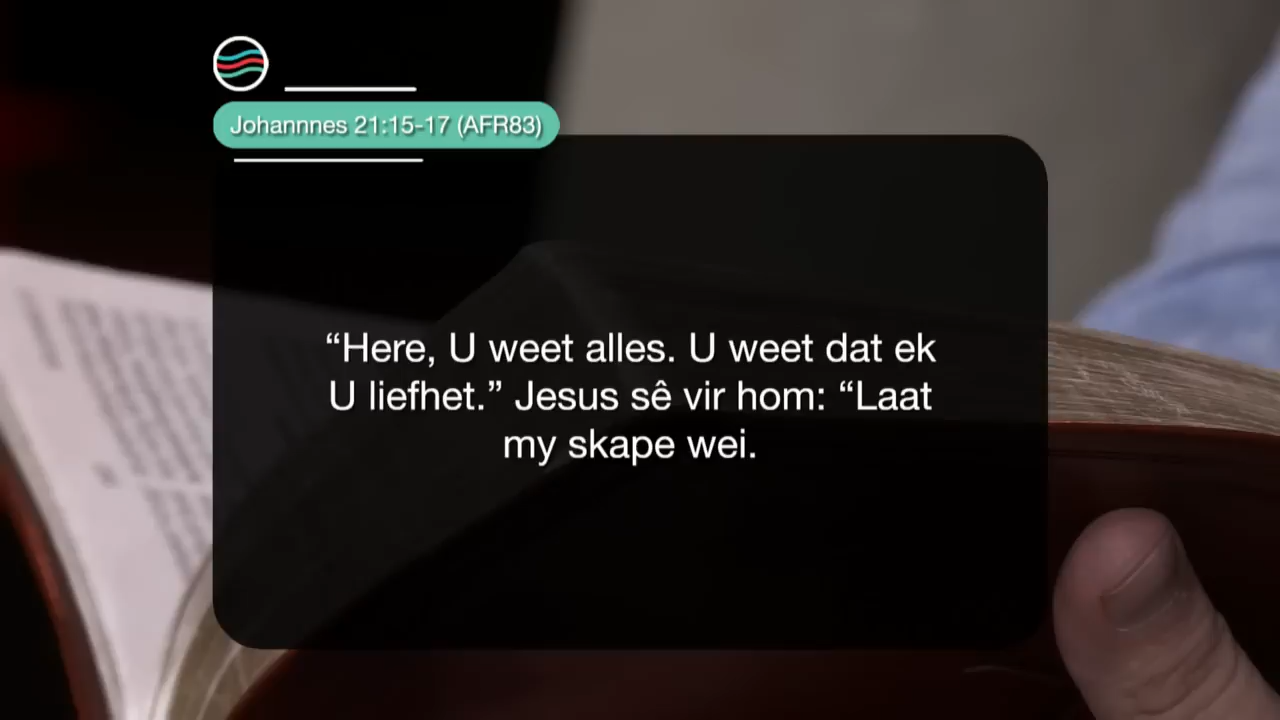 Johannnes 21:15-17 (AFR83)
“Here, U weet alles. U weet dat ek
U liefhet.” Jesus sê vir hom: “Laat
my skape wei.